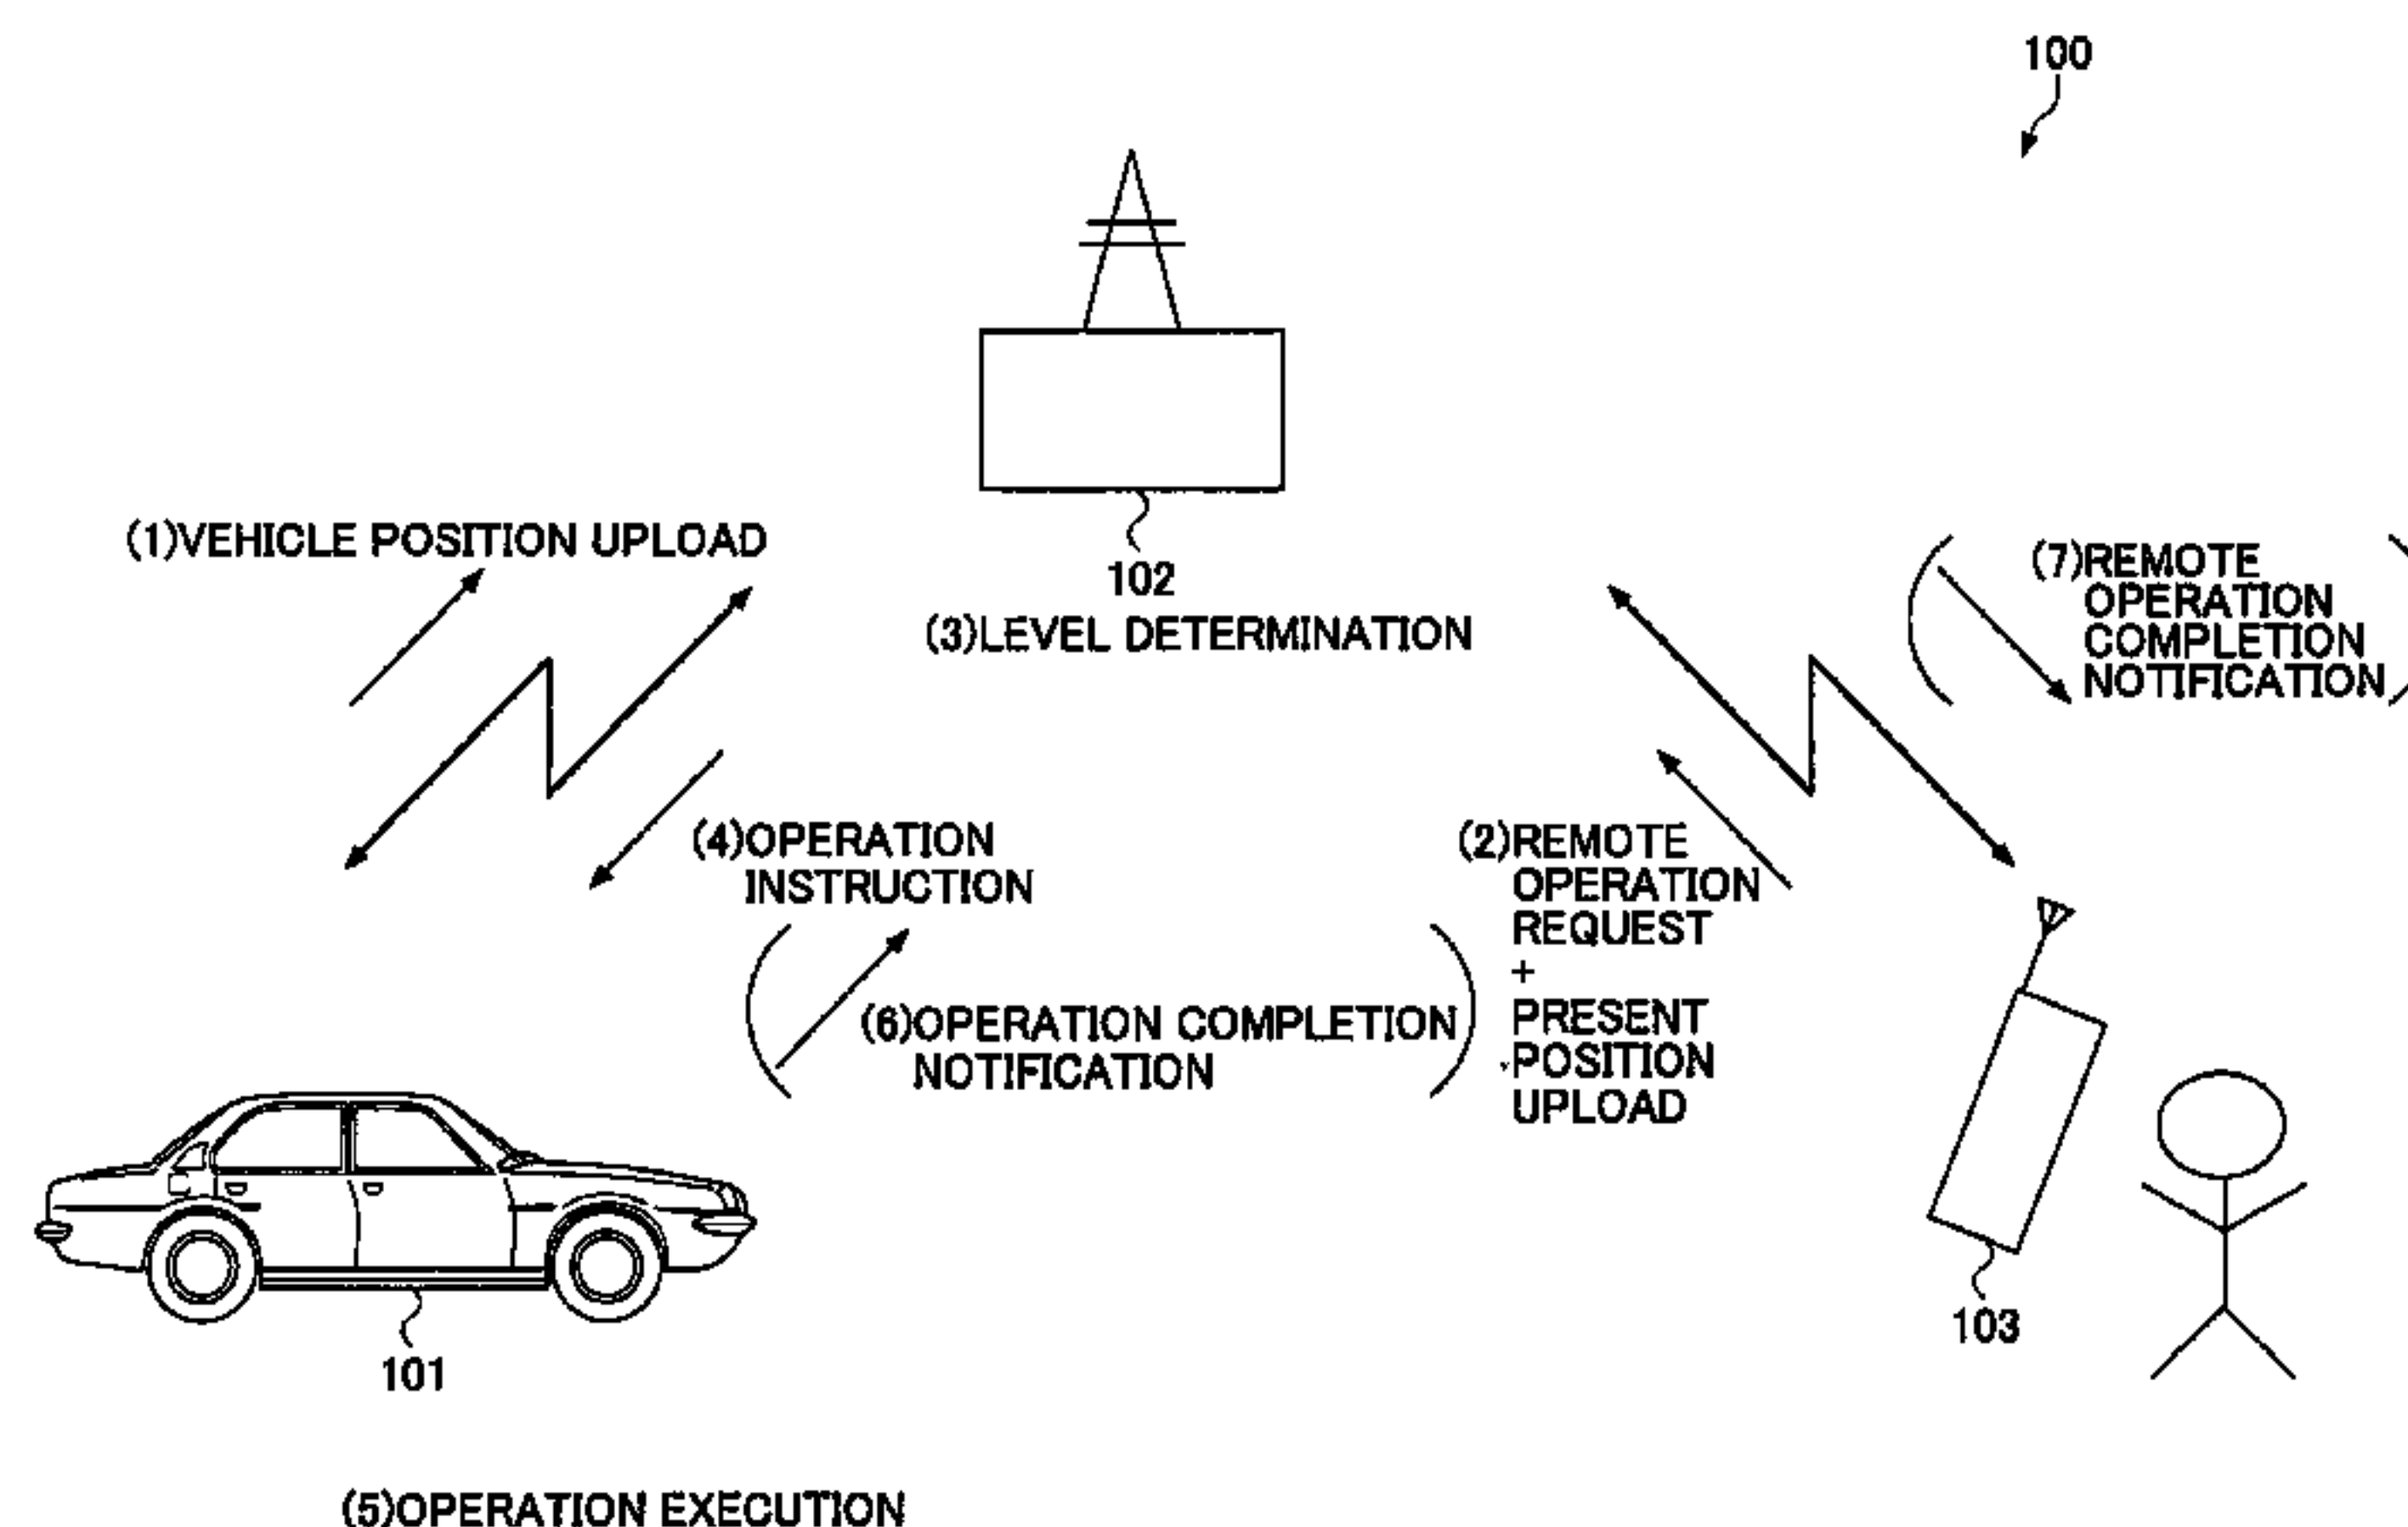 100
(1)VEHICLE POSITION UPLOAD
102
(3)LEVEL DETERMINATION
(7)REMOTE
OPERATION
COMPLETION
NOTIFICATION
(4)OPERATION
INSTRUCTION
(2)REMOTE
OPERATION
REQUEST
+
PRESENT
POSITION
UPLOAD
(6)OPERATION COMPLETION
NOTIFICATION
101
103
(5)OPERATION EXECUTION